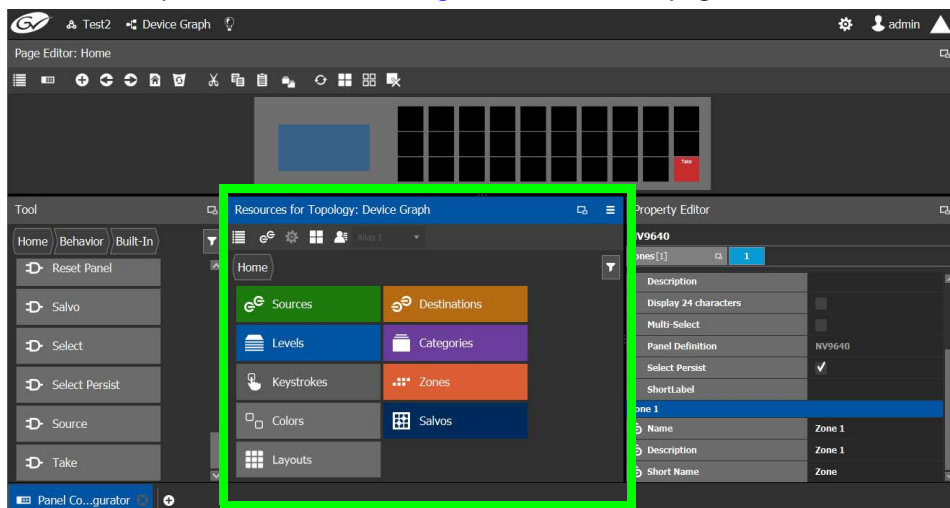 GV Test2 Device Graph admin
Page Editor: Home
Take
Tool
Home Behavior Built-In
Reset Panel
Salvo
Select
Select Persist
Source
Take
Resources for Topology: Device Graph
Alias 1
Home
Sources Destinations
Levels Categories
Keystrokes Zones
Colors Salvos
Layouts
Property Editor
V9640
ones[1] 1
Description
Display 24 characters
Multi-Select
Panel Definition NV9640
Select Persist
ShortLabel
one 1
Name Zone 1
Description Zone 1
Short Name Zone
Panel Co...gurator